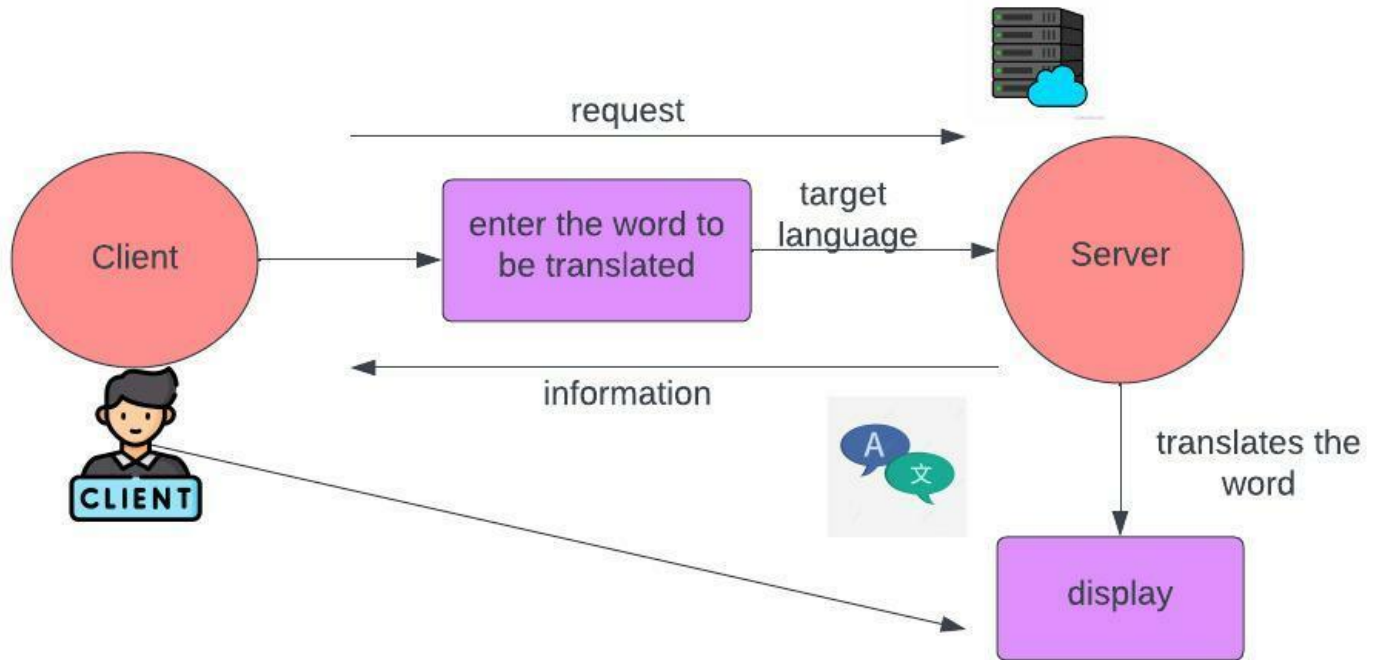 request
Client
enter the word to
be translated
target
language
Server
information
CLIENT
A
文
translates the
word
display